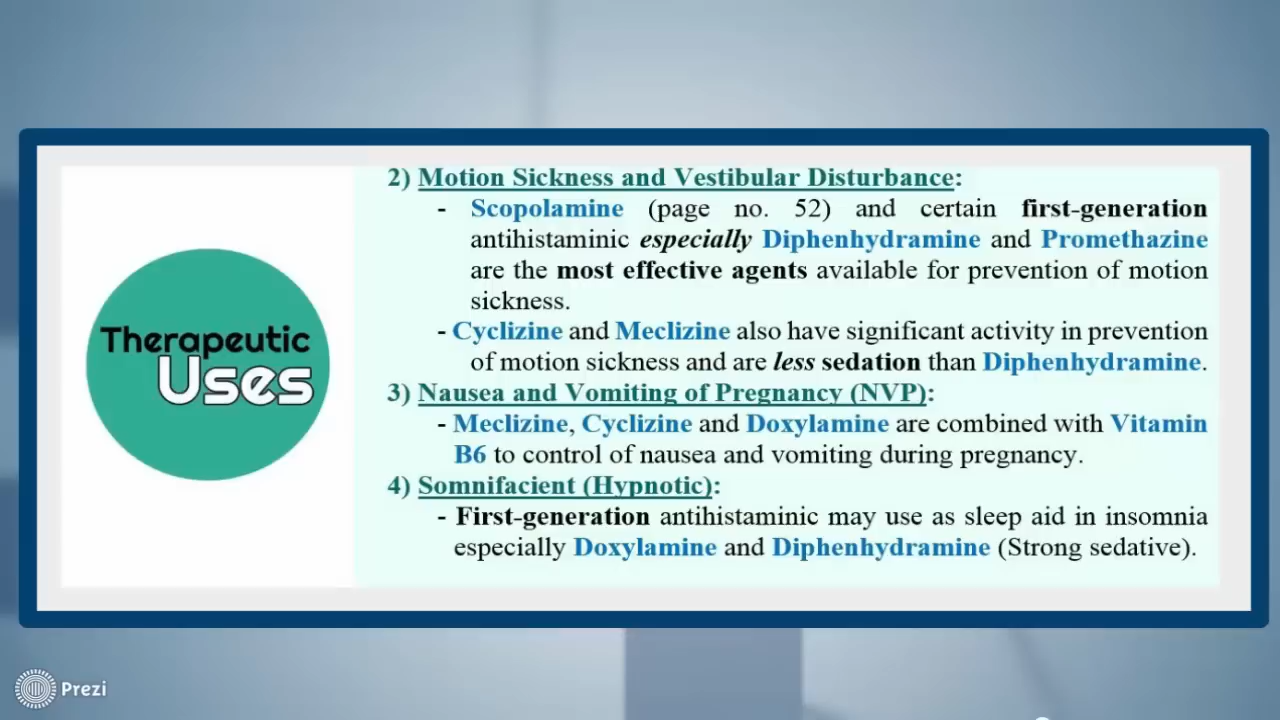 Therapeutic
Uses
2) Motion Sickness and Vestibular Disturbance:
- Scopolamine (page no. 52) and certain first-generation
antihistaminic especially Diphenhydramine and Promethazine
are the most effective agents available for prevention of motion
sickness.
- Cyclizine and Meclizine also have significant activity in prevention
of motion sickness and are less sedation than Diphenhydramine.
3) Nausea and Vomiting of Pregnancy (NVP):
- Meclizine, Cyclizine and Doxylamine are combined with Vitamin
B6 to control of nausea and vomiting during pregnancy.
4) Somnifacient (Hypnotic):
- First-generation antihistaminic may use as sleep aid in insomnia
especially Doxylamine and Diphenhydramine (Strong sedative).
Prezi